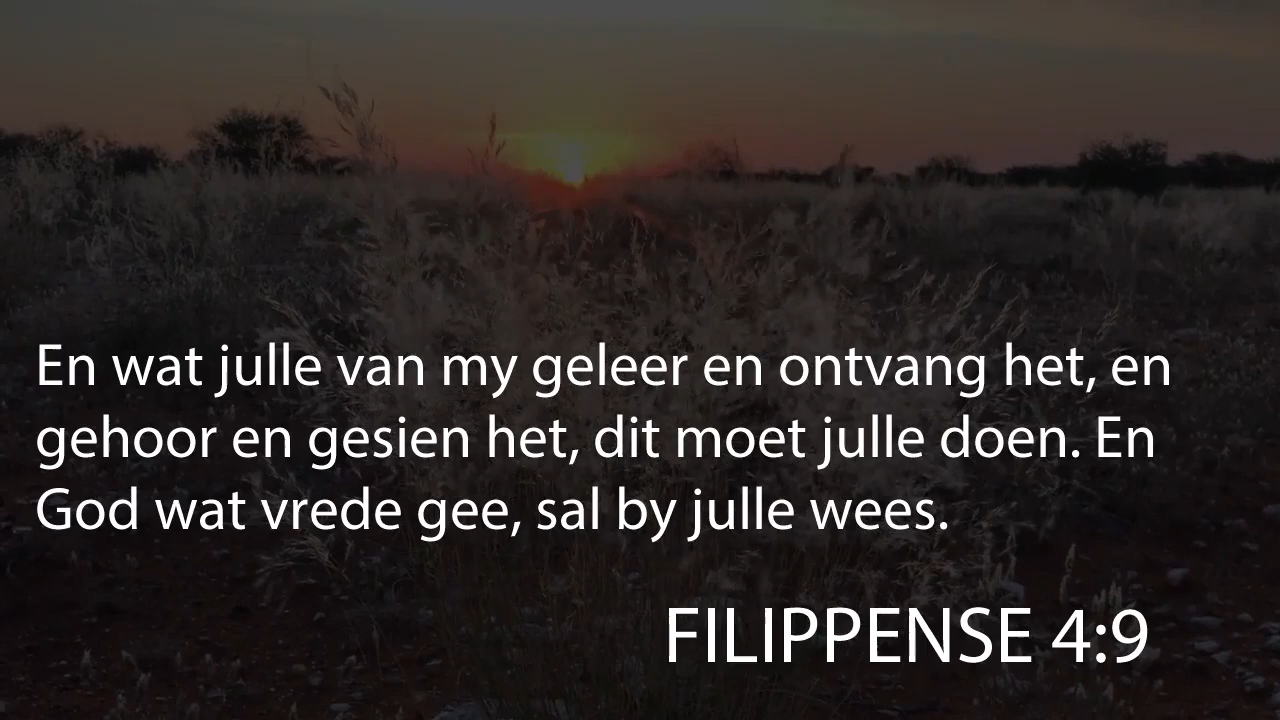 En wat julle van my geleer en ontvang het, en
gehoor en gesien het, dit moet julle doen. En
God wat vrede gee, sal by julle wees.
FILIPPENSE 4:9